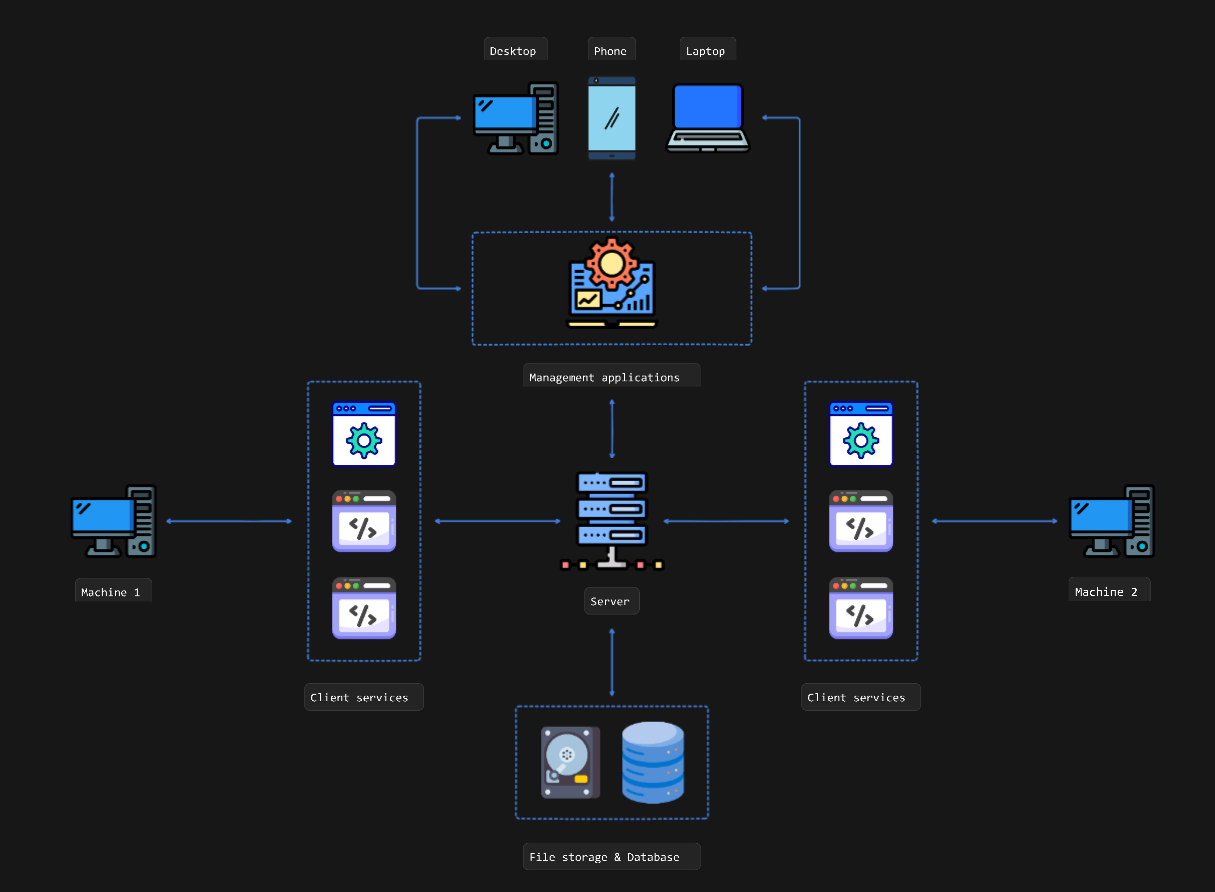 Desktop
Phone
Laptop
Management applications
Machine 1
Server
Machine 2
Client services
Client services
File storage & Database